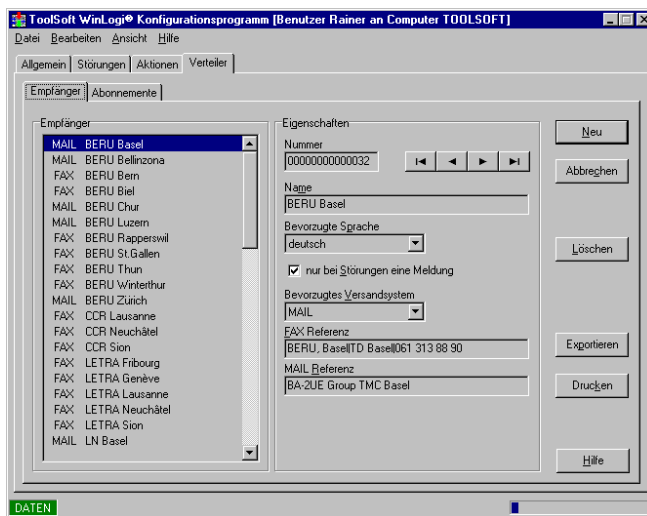 ToolSoft WinLogi® Konfigurationsprogramm [Benutzer Rainer an Computer TOOLSOFT]
Datei Bearbeiten Ansicht Hilfe
Allgemein Störungen Aktionen Verteiler
Empfänger Abonnemente
Empfänger
MAIL BERU Basel
MAIL BERU Bellinzona
FAX BERU Bern
FAX BERU Biel
MAIL BERU Chur
MAIL BERU Luzern
FAX BERU Rapperswil
FAX BERU St.Gallen
FAX BERU Thun
FAX BERU Winterthur
MAIL BERU Zürich
FAX CCR Lausanne
FAX CCR Neuchâtel
FAX CCR Sion
FAX LETRA Fribourg
FAX LETRA Genève
FAX LETRA Lausanne
FAX LETRA Neuchâtel
FAX LETRA Sion
MAIL LN Basel
Eigenschaften
Nummer
00000000000032
Name
BERU Basel
Bevorzugte Sprache
deutsch
nur bei Störungen eine Meldung
Bevorzugtes Versandsystem
MAIL
FAX Referenz
BERU, Basel|TD Basel|061 313 88 90
MAIL Referenz
BA-2UE Group TMC Basel
Neu
Abbrechen
Löschen
Exportieren
Drucken
Hilfe
DATEN